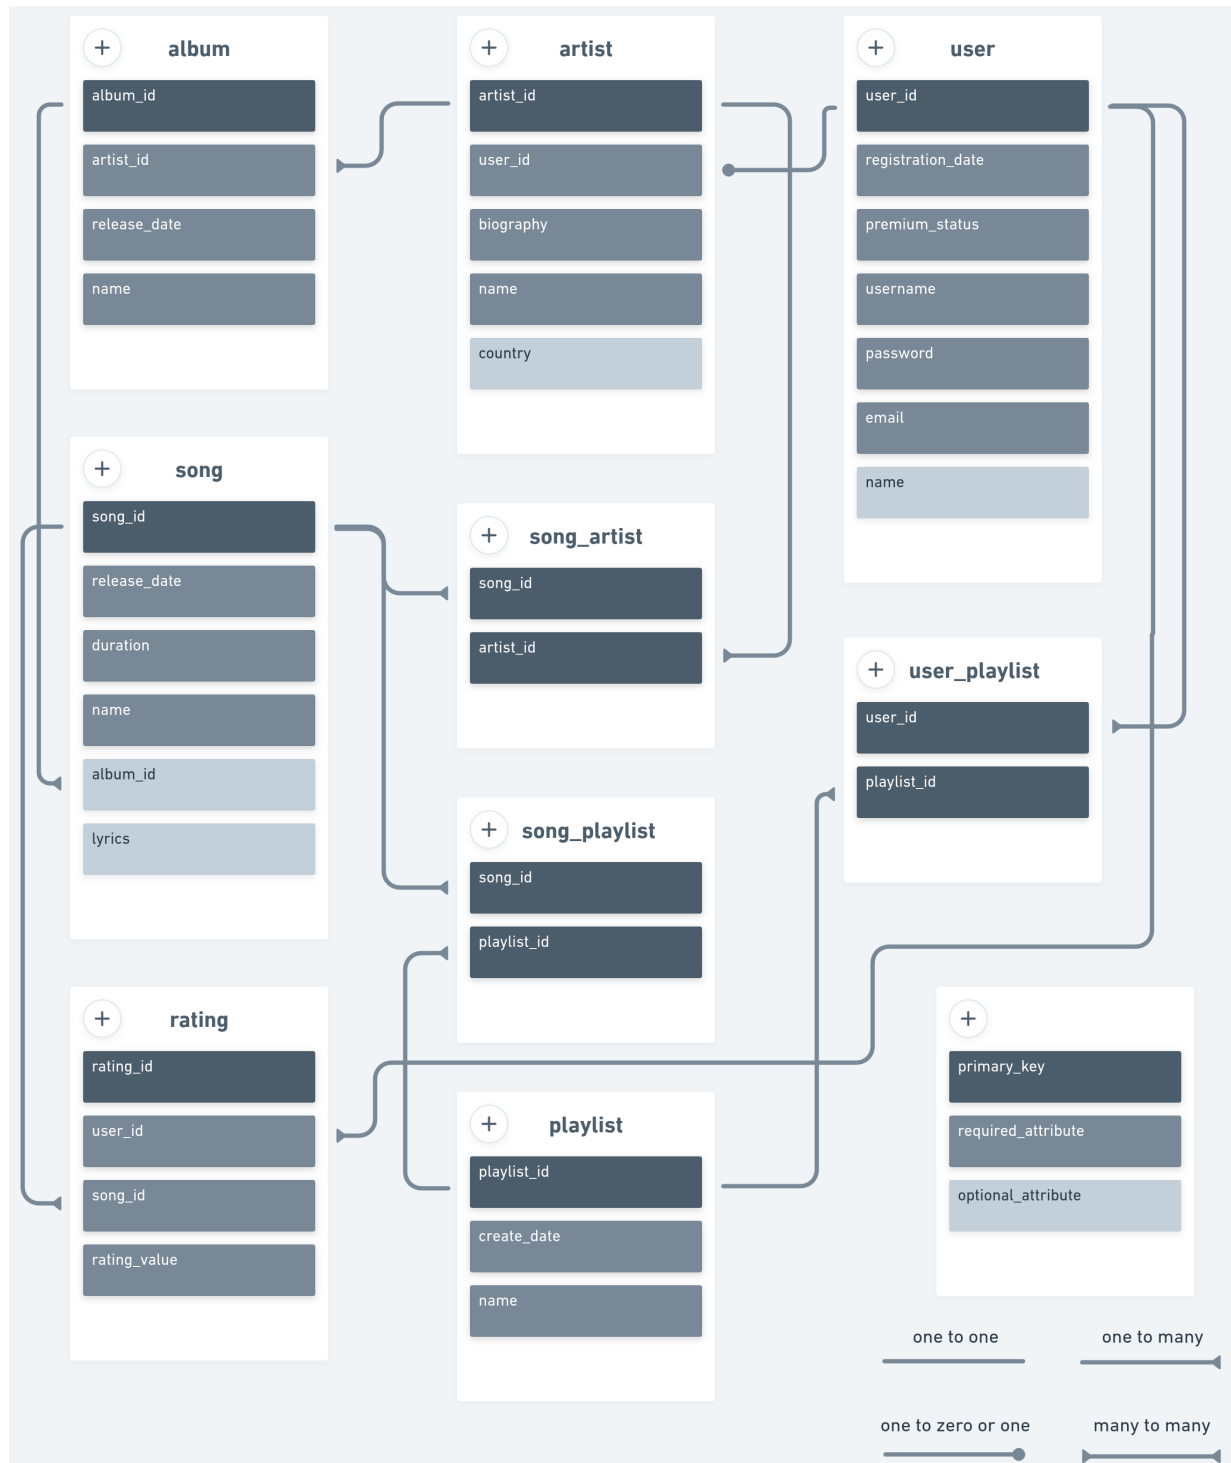 album
album_id
artist_id
release_date
name
artist
artist_id
user_id
biography
name
country
user
user_id
registration_date
premium_status
username
password
email
name
song
song_id
release_date
duration
name
album_id
lyrics
song_artist
song_id
artist_id
user_playlist
user_id
playlist_id
song_playlist
song_id
playlist_id
rating
rating_id
user_id
song_id
rating_value
playlist
playlist_id
create_date
name
primary_key
required_attribute
optional_attribute
one to one
one to many
one to zero or one
many to many